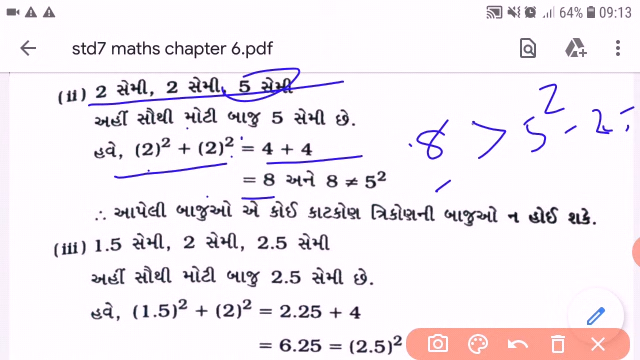 64% 09:13
std7 maths chapter 6.pdf
(ii) 2 સેમી, 2 સેમી, 5 સેમી
અહીં સૌથી મોટી બાજુ 5 સેમી છે.
હવે, (2)² + (2)² = 4 + 4
= 8 અને 8 ≠ 5²
8 > 5² = 25
∴ આપેલી બાજુઓ એ કોઈ કાટકોણ ત્રિકોણની બાજુઓ ન હોઈ શકે.
(iii) 1.5 સેમી, 2 સેમી, 2.5 સેમી
અહીં સૌથી મોટી બાજુ 2.5 સેમી છે.
હવે, (1.5)² + (2)² = 2.25 + 4
= 6.25 = (2.5)²